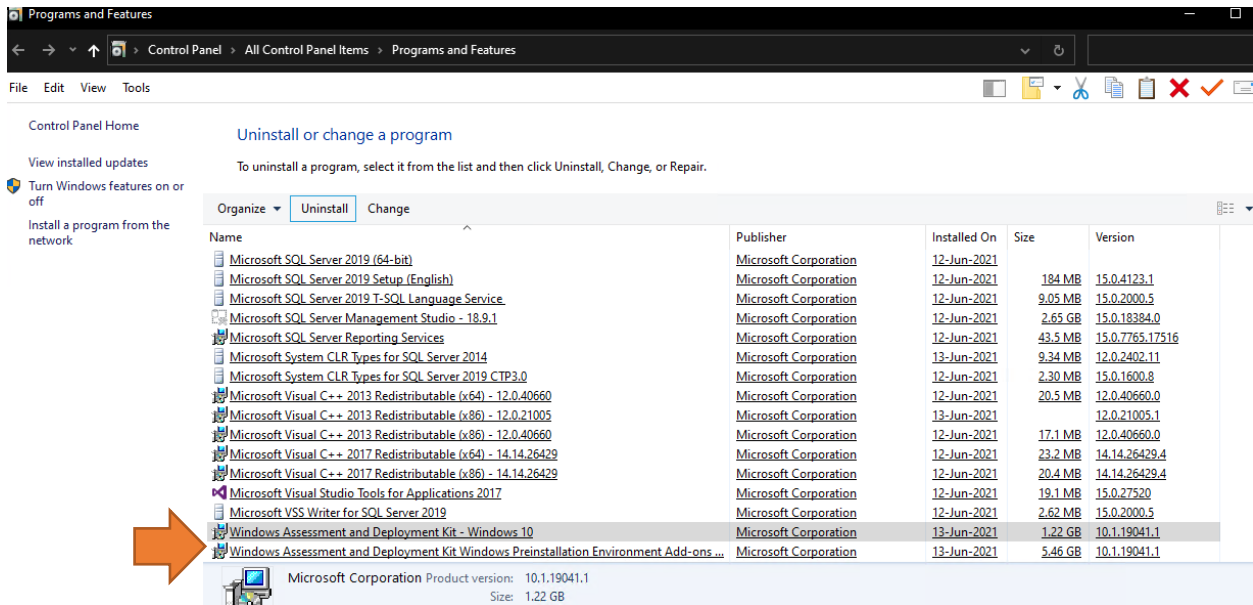 Programs and Features
Control Panel > All Control Panel Items > Programs and Features
File Edit View Tools
Control Panel Home
View installed updates
Turn Windows features on or
off
Install a program from the
network
Uninstall or change a program
To uninstall a program, select it from the list and then click Uninstall, Change, or Repair.
Organize Uninstall Change
Name Publisher Installed On Size Version
Microsoft SQL Server 2019 (64-bit) Microsoft Corporation 12-Jun-2021
Microsoft SQL Server 2019 Setup (English) Microsoft Corporation 12-Jun-2021 184 MB 15.0.4123.1
Microsoft SQL Server 2019 T-SQL Language Service Microsoft Corporation 12-Jun-2021 9.05 MB 15.0.2000.5
Microsoft SQL Server Management Studio - 18.9.1 Microsoft Corporation 12-Jun-2021 2.65 GB 15.0.18384.0
Microsoft SQL Server Reporting Services Microsoft Corporation 12-Jun-2021 43.5 MB 15.0.7765.17516
Microsoft System CLR Types for SQL Server 2014 Microsoft Corporation 13-Jun-2021 9.34 MB 12.0.2402.11
Microsoft System CLR Types for SQL Server 2019 CTP3.0 Microsoft Corporation 12-Jun-2021 2.30 MB 15.0.1600.8
Microsoft Visual C++ 2013 Redistributable (x64) - 12.0.40660 Microsoft Corporation 12-Jun-2021 20.5 MB 12.0.40660.0
Microsoft Visual C++ 2013 Redistributable (x86) - 12.0.21005 Microsoft Corporation 13-Jun-2021 12.0.21005.1
Microsoft Visual C++ 2013 Redistributable (x86) - 12.0.40660 Microsoft Corporation 12-Jun-2021 17.1 MB 12.0.40660.0
Microsoft Visual C++ 2017 Redistributable (x64) - 14.14.26429 Microsoft Corporation 12-Jun-2021 23.2 MB 14.14.26429.4
Microsoft Visual C++ 2017 Redistributable (x86) - 14.14.26429 Microsoft Corporation 12-Jun-2021 20.4 MB 14.14.26429.4
Microsoft Visual Studio Tools for Applications 2017 Microsoft Corporation 12-Jun-2021 19.1 MB 15.0.27520
Microsoft VSS Writer for SQL Server 2019 Microsoft Corporation 12-Jun-2021 2.62 MB 15.0.2000.5
Windows Assessment and Deployment Kit - Windows 10 Microsoft Corporation 13-Jun-2021 1.22 GB 10.1.19041.1
Windows Assessment and Deployment Kit Windows Preinstallation Environment Add-ons ... Microsoft Corporation 13-Jun-2021 5.46 GB 10.1.19041.1
Microsoft Corporation Product version: 10.1.19041.1
Size: 1.22 GB